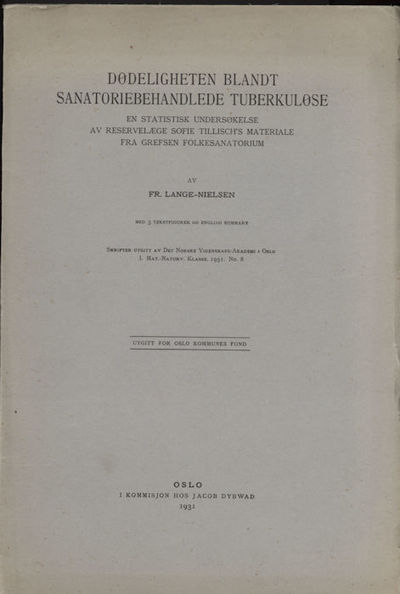 DØDELIGHETEN BLANDT
SANATORIEBEHANDLEDE TUBERKULØSE
EN STATISTISK UNDERSØKELSE
AV RESERVELÆGE SOFIE TILLISCH'S MATERIALE
FRA GREFSEN FOLKESANATORIUM
AV
FR. LANGE-NIELSEN
MED 3 TEKSTFIGURER OG ENGLISH SUMMARY
SKRIFTER UTGITT AV DET NORSKE VIDENSKAPS-AKADEMI I OSLO
I. MAT.-NATURV. KLASSE. 1931. No. 8
UTGITT FOR OSLO KOMMUNES FOND
OSLO
I KOMMISJON HOS JACOB DYBWAD
1931